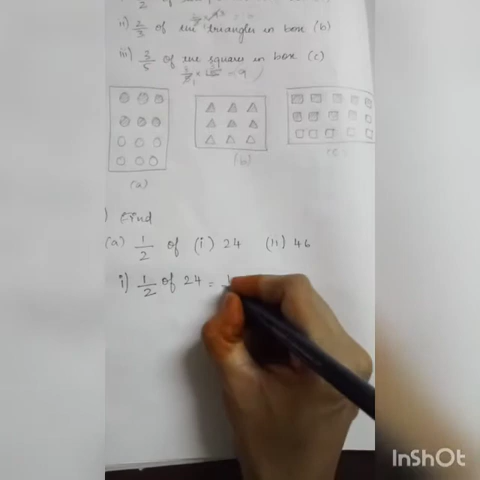 ii) 2/3 of the triangles in box (b)
iii) 3/5 of the square in box (c)
(a)
(b)
) Find
(a) 1/2 of (i) 24 (ii) 46
i) 1/2 of 24 =
InShOt